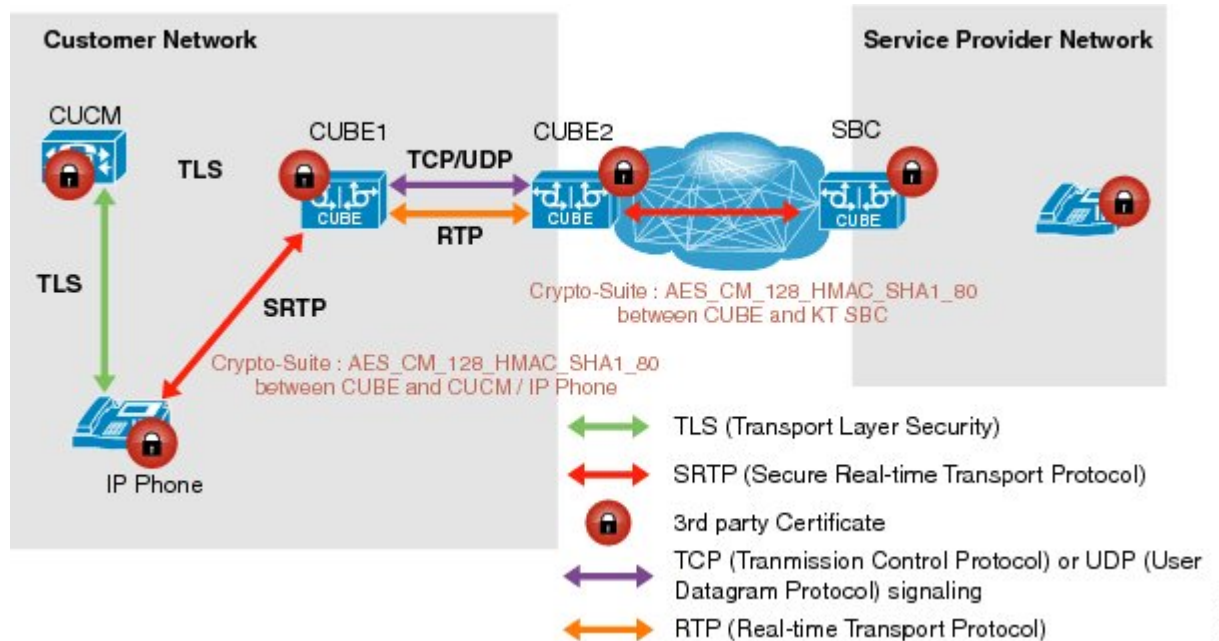 Customer Network
Service Provider Network
CUCM
CUBE1
CUBE2
SBC
TLS
TCP/UDP
CUBE
CUBE
CUBE
RTP
TLS
SRTP
Crypto-Suite : AES_CM_128_HMAC_SHA1_80
between CUBE and KT SBC
Crypto-Suite : AES_CM_128_HMAC_SHA1_80
between CUBE and CUCM / IP Phone
IP Phone
TLS (Transport Layer Security)
SRTP (Secure Real-time Transport Protocol)
3rd party Certificate
TCP (Tranmission Control Protocol) or UDP (User
Datagram Protocol) signaling
RTP (Real-time Transport Protocol)